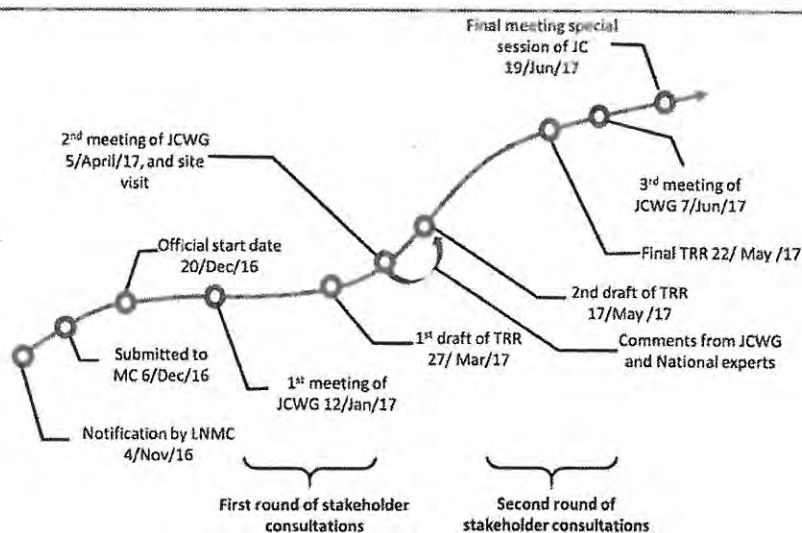 Final meeting special
session of JC
19/Jun/17
2nd meeting of JCWG
5/April/17, and site
visit
3rd meeting of
JCWG 7/Jun/17
Official start date
20/Dec/16
Final TRR 22/ May /17
2nd draft of TRR
17/May /17
1st draft of TRR
27/ Mar/17
Comments from JCWG
and National experts
Submitted to
MC 6/Dec/16
1st meeting of
JCWG 12/Jan/17
Notification by LNMC
4/Nov/16
First round of stakeholder
consultations
Second round of
stakeholder consultations